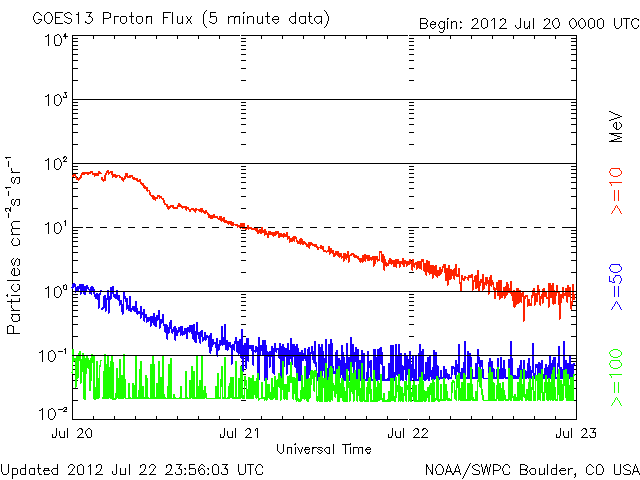 GOES13 Proton Flux (5 minute data)
Begin: 2012 Jul 20 0000 UTC
Particles cm⁻²s⁻¹sr⁻¹
10⁴
10³
10²
10¹
10⁰
10⁻¹
10⁻²
Jul 20 Jul 21 Jul 22 Jul 23
Universal Time
MeV
>=10
>=50
>=100
Updated 2012 Jul 22 23:56:03 UTC
NOAA/SWPC Boulder, CO USA